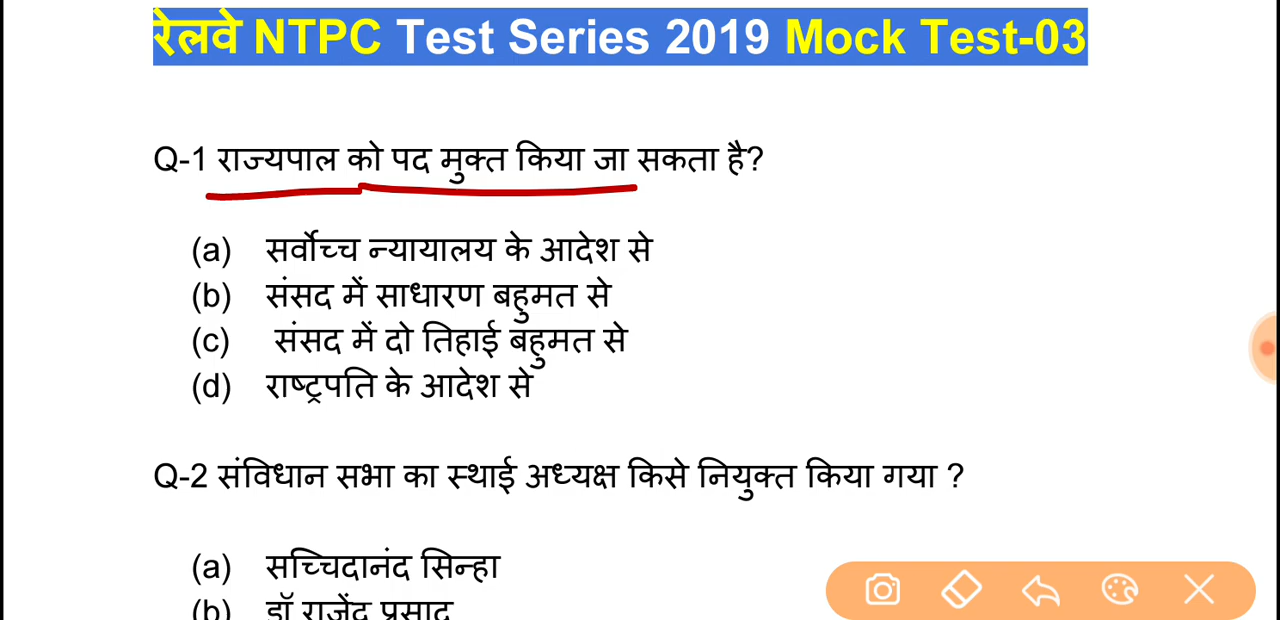 रेलवे NTPC Test Series 2019 Mock Test-03
Q-1 राज्यपाल को पद मुक्त किया जा सकता है?
(a) सर्वोच्च न्यायालय के आदेश से
(b) संसद में साधारण बहुमत से
(c) संसद में दो तिहाई बहुमत से
(d) राष्ट्रपति के आदेश से
Q-2 संविधान सभा का स्थाई अध्यक्ष किसे नियुक्त किया गया ?
(a) सच्चिदानंद सिन्हा
(b) डॉ राजेंद्र प्रसाद